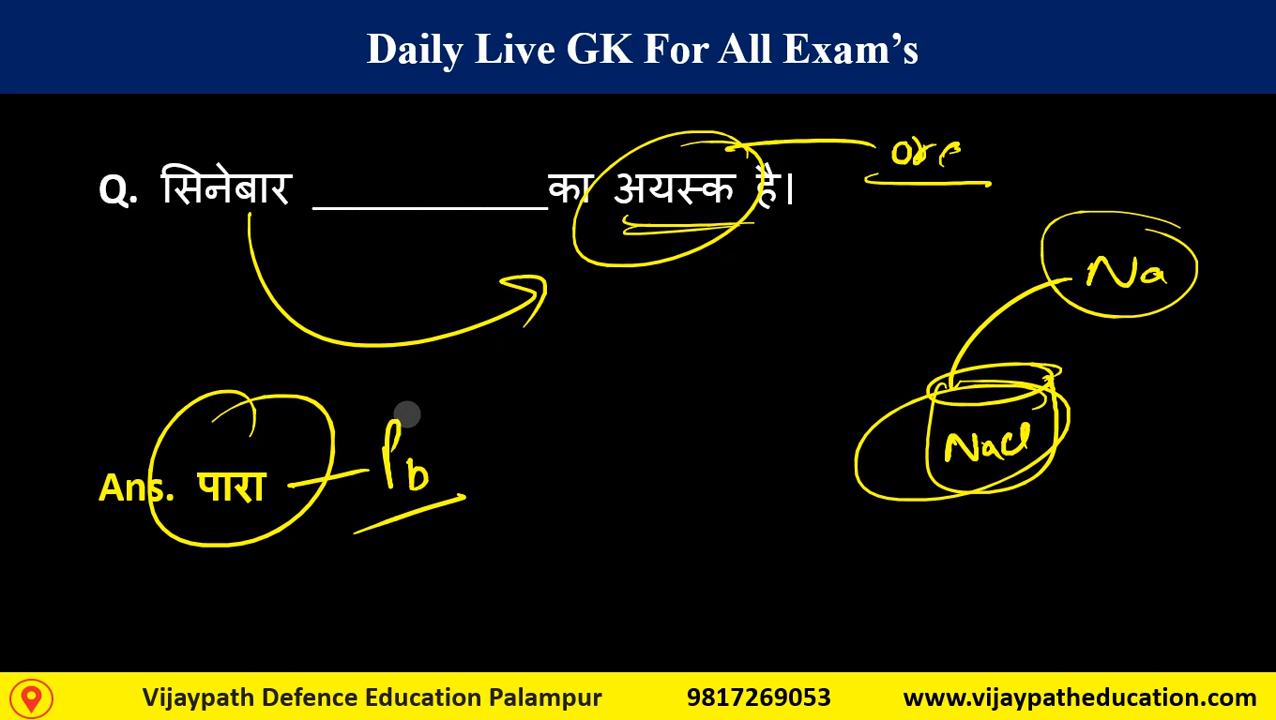 Daily Live GK For All Exam's
ore
Q. सिनेबार ____________का अयस्क है।
Na
NaCl
Ans. पारा
Pb
Vijaypath Defence Education Palampur 9817269053 www.vijaypatheducation.com